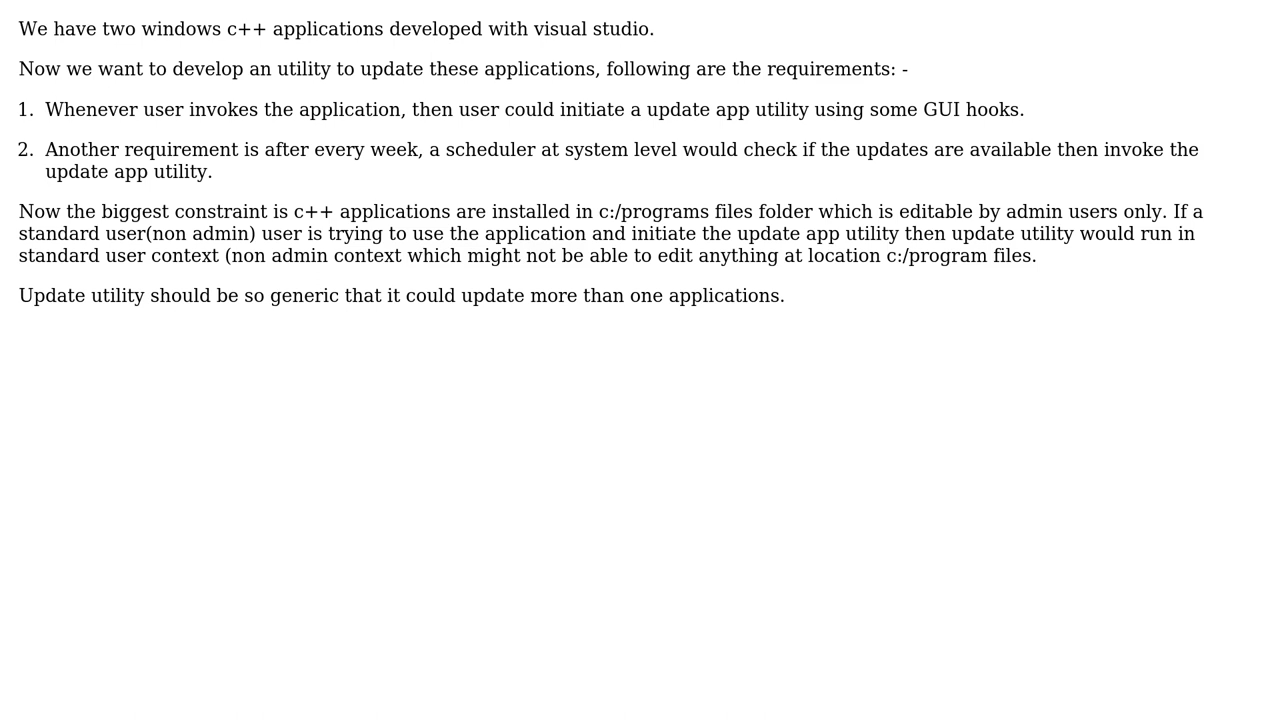 We have two windows c++ applications developed with visual studio.
Now we want to develop an utility to update these applications, following are the requirements: -
1. Whenever user invokes the application, then user could initiate a update app utility using some GUI hooks.
2. Another requirement is after every week, a scheduler at system level would check if the updates are available then invoke the
update app utility.
Now the biggest constraint is c++ applications are installed in c:/programs files folder which is editable by admin users only. If a
standard user(non admin) user is trying to use the application and initiate the update app utility then update utility would run in
standard user context (non admin context which might not be able to edit anything at location c:/program files.
Update utility should be so generic that it could update more than one applications.